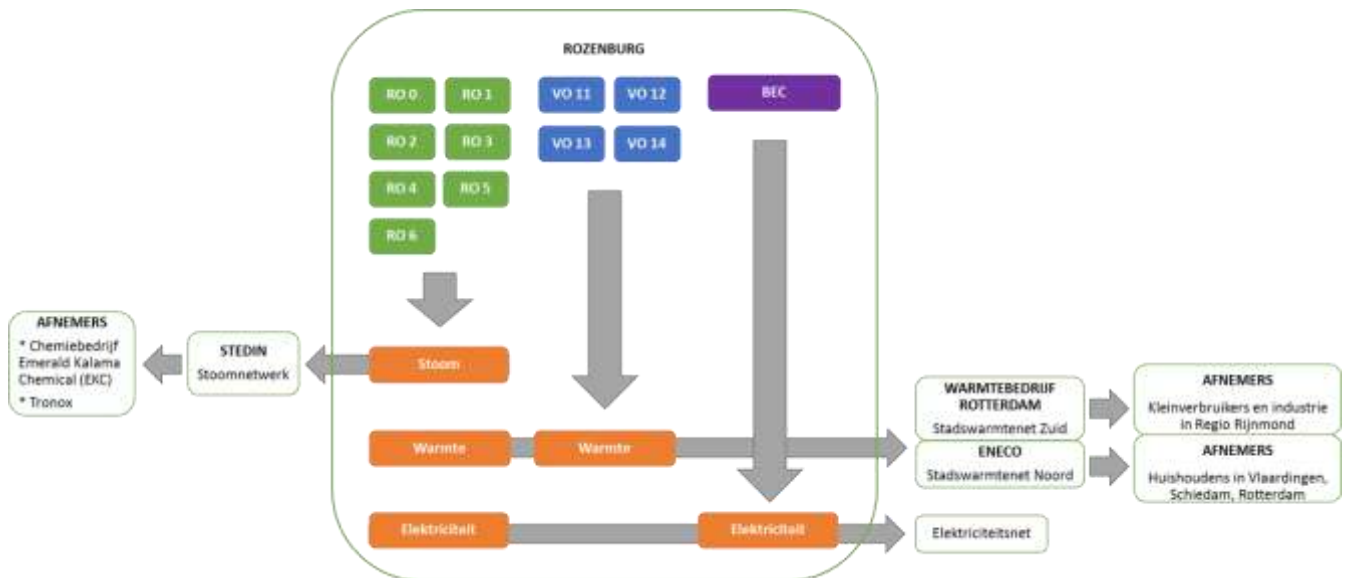 ROZENBURG
RO 0
RO 1
VO 11
VO 12
BEC
RO 2
RO 3
VO 13
VO 14
RO 4
RO 5
RO 6
AFNEMERS
* Chemiebedrijf
Emerald Kalama
Chemical (EKC)
* Tronox
STEDIN
Stoomnetwerk
Stoom
WARMTEBEDRIJF
ROTTERDAM
Stadswarmtenet Zuid
AFNEMERS
Kleinverbruikers en industrie
in Regio Rijnmond
Warmte
Warmte
ENECO
Stadswarmtenet Noord
AFNEMERS
Huishoudens in Vlaardingen,
Schiedam, Rotterdam
Elektriciteit
Elektriciteit
Elektriciteitsnet